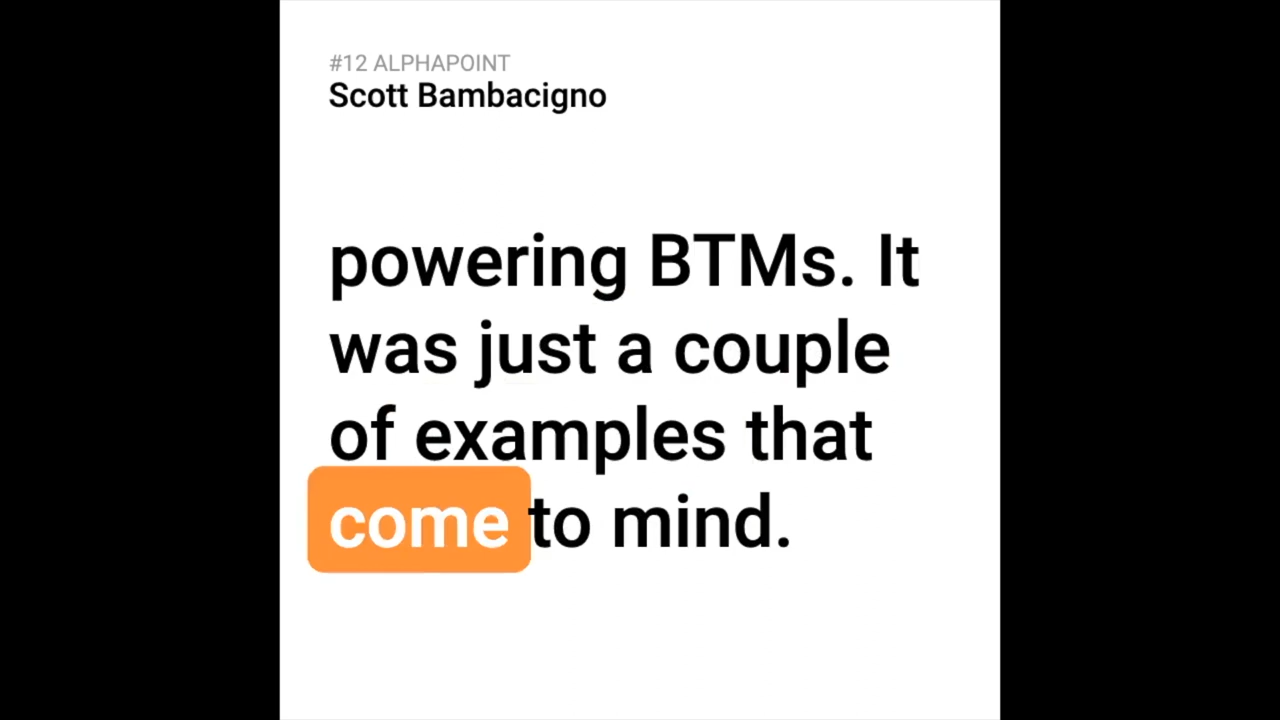 #12 ALPHAPOINT
Scott Bambacigno
powering BTMs. It
was just a couple
of examples that
come to mind.